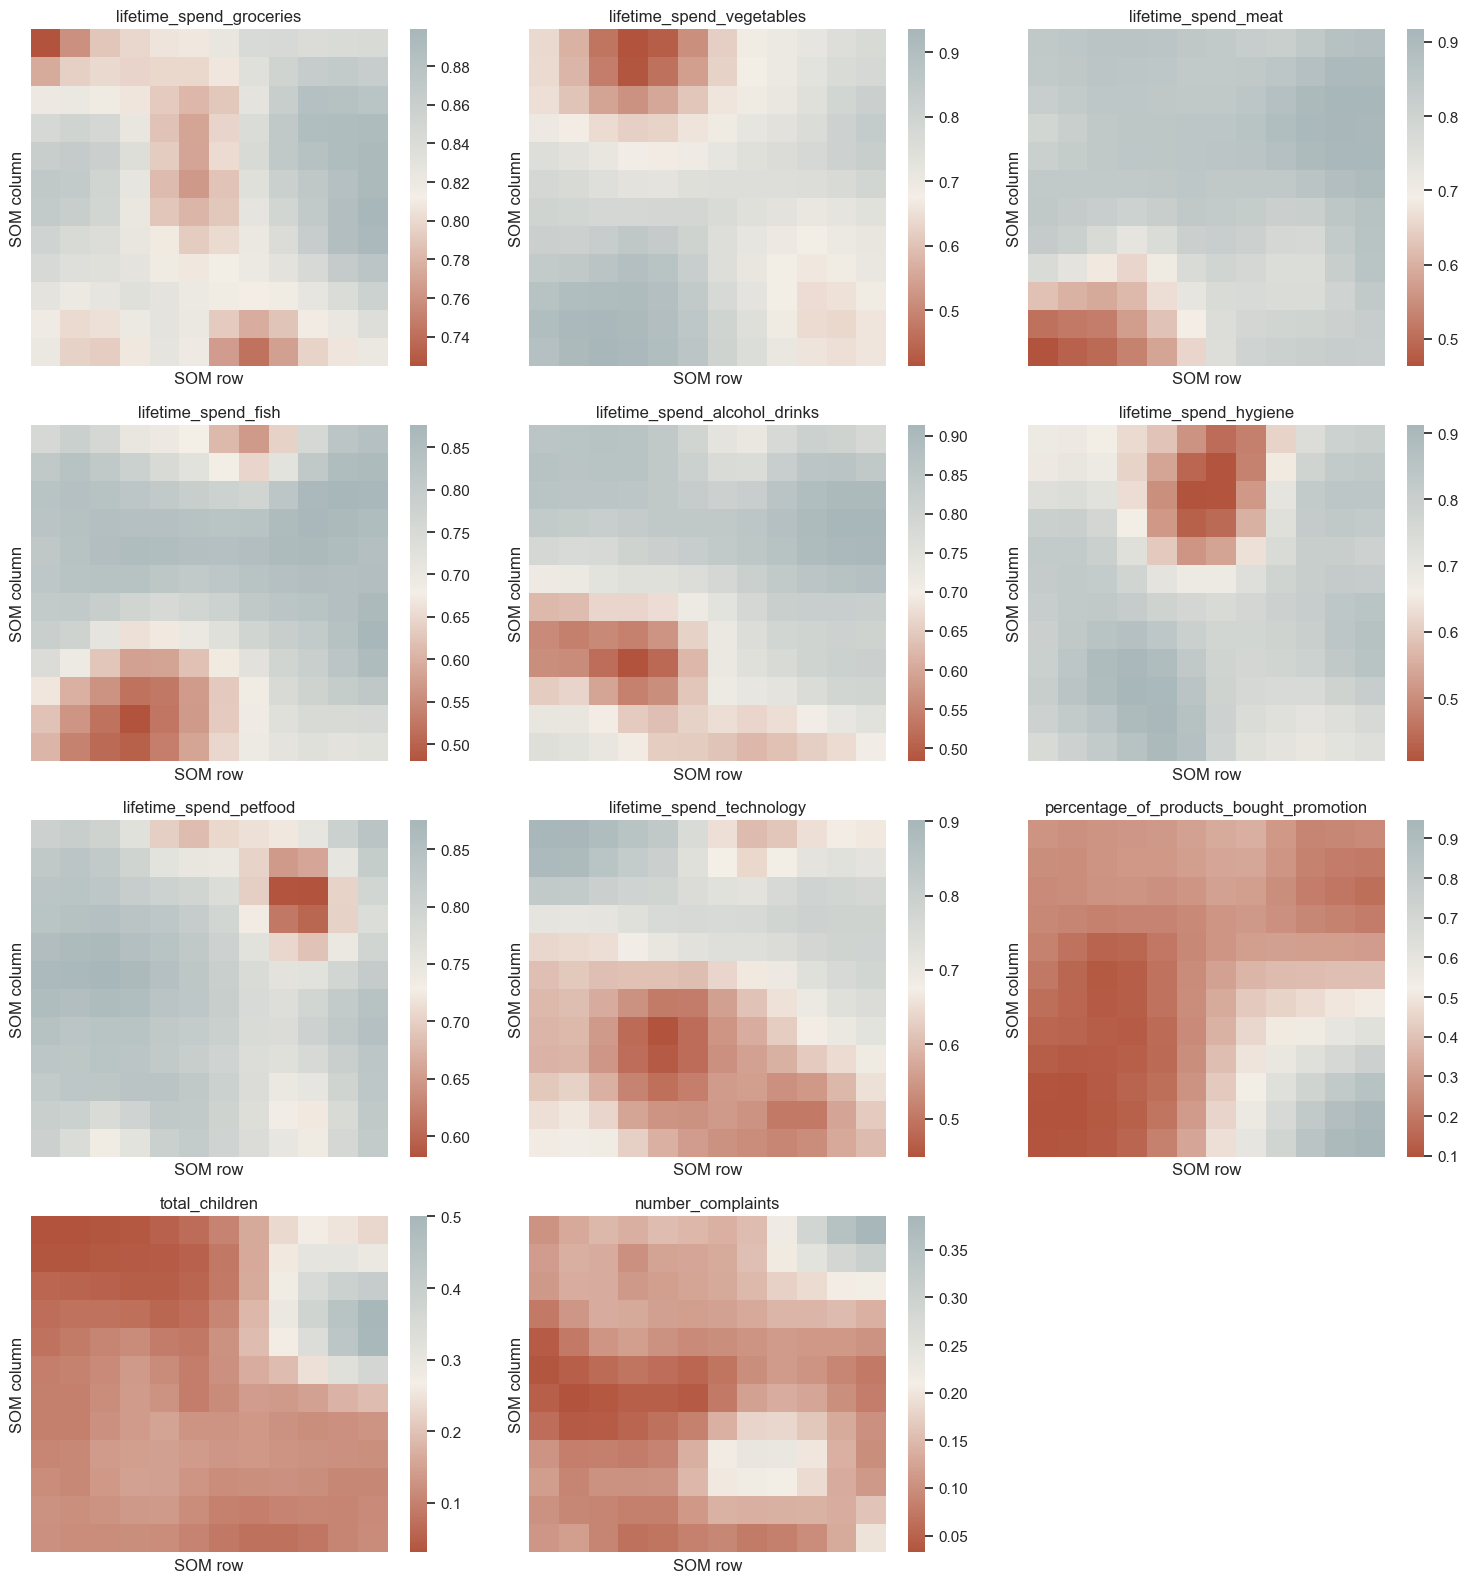 lifetime_spend_groceries
SOM column
0.88
0.86
0.84
0.82
0.80
0.78
0.76
0.74
SOM row
lifetime_spend_vegetables
SOM column
0.9
0.8
0.7
0.6
0.5
SOM row
lifetime_spend_meat
SOM column
0.9
0.8
0.7
0.6
0.5
SOM row
lifetime_spend_fish
SOM column
0.85
0.80
0.75
0.70
0.65
0.60
0.55
0.50
SOM row
lifetime_spend_alcohol_drinks
SOM column
0.90
0.85
0.80
0.75
0.70
0.65
0.60
0.55
0.50
SOM row
lifetime_spend_hygiene
SOM column
0.9
0.8
0.7
0.6
0.5
SOM row
lifetime_spend_petfood
SOM column
0.85
0.80
0.75
0.70
0.65
0.60
SOM row
lifetime_spend_technology
SOM column
0.9
0.8
0.7
0.6
0.5
SOM row
percentage_of_products_bought_promotion
SOM column
0.9
0.8
0.7
0.6
0.5
0.4
0.3
0.2
0.1
SOM row
total_children
SOM column
0.5
0.4
0.3
0.2
0.1
SOM row
number_complaints
SOM column
0.35
0.30
0.25
0.20
0.15
0.10
0.05
SOM row